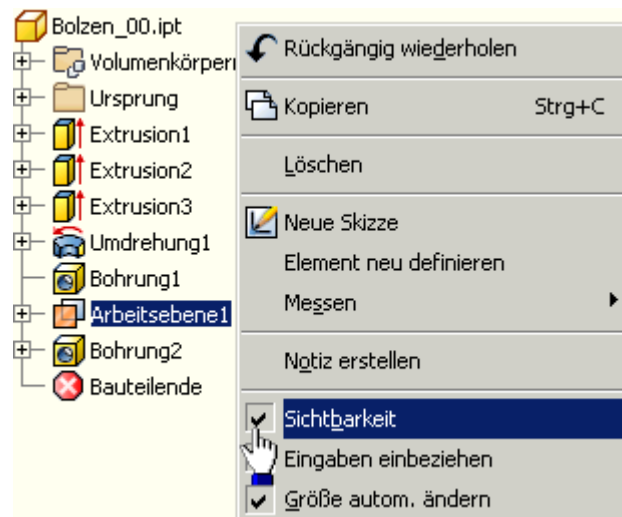 Bolzen_00.ipt
Volumenkörper
Ursprung
Extrusion1
Extrusion2
Extrusion3
Umdrehung1
Bohrung1
Arbeitsebene1
Bohrung2
Bauteilende
Rückgängig wiederholen
Kopieren Strg+C
Löschen
Neue Skizze
Element neu definieren
Messen
Notiz erstellen
Sichtbarkeit
Eingaben einbeziehen
Größe autom. ändern